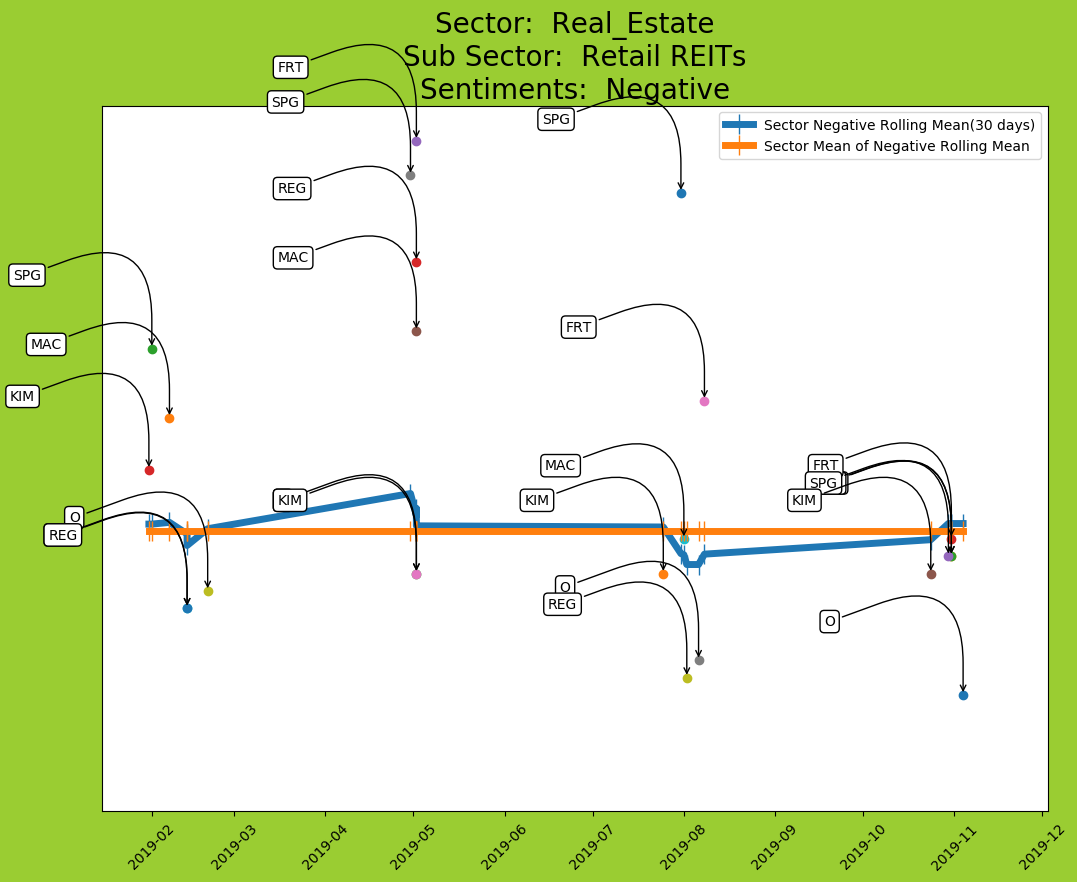 Sector:  Real_Estate
Sub Sector:  Retail REITs
Sentiments:  Negative
Sector Negative Rolling Mean(30 days)
Sector Mean of Negative Rolling Mean
FRT
SPG
SPG
REG
MAC
SPG
FRT
MAC
KIM
MAC
FRT
SPG
KIM
KIM
KIM
O
REG
O
REG
O
2019-02
2019-03
2019-04
2019-05
2019-06
2019-07
2019-08
2019-09
2019-10
2019-11
2019-12